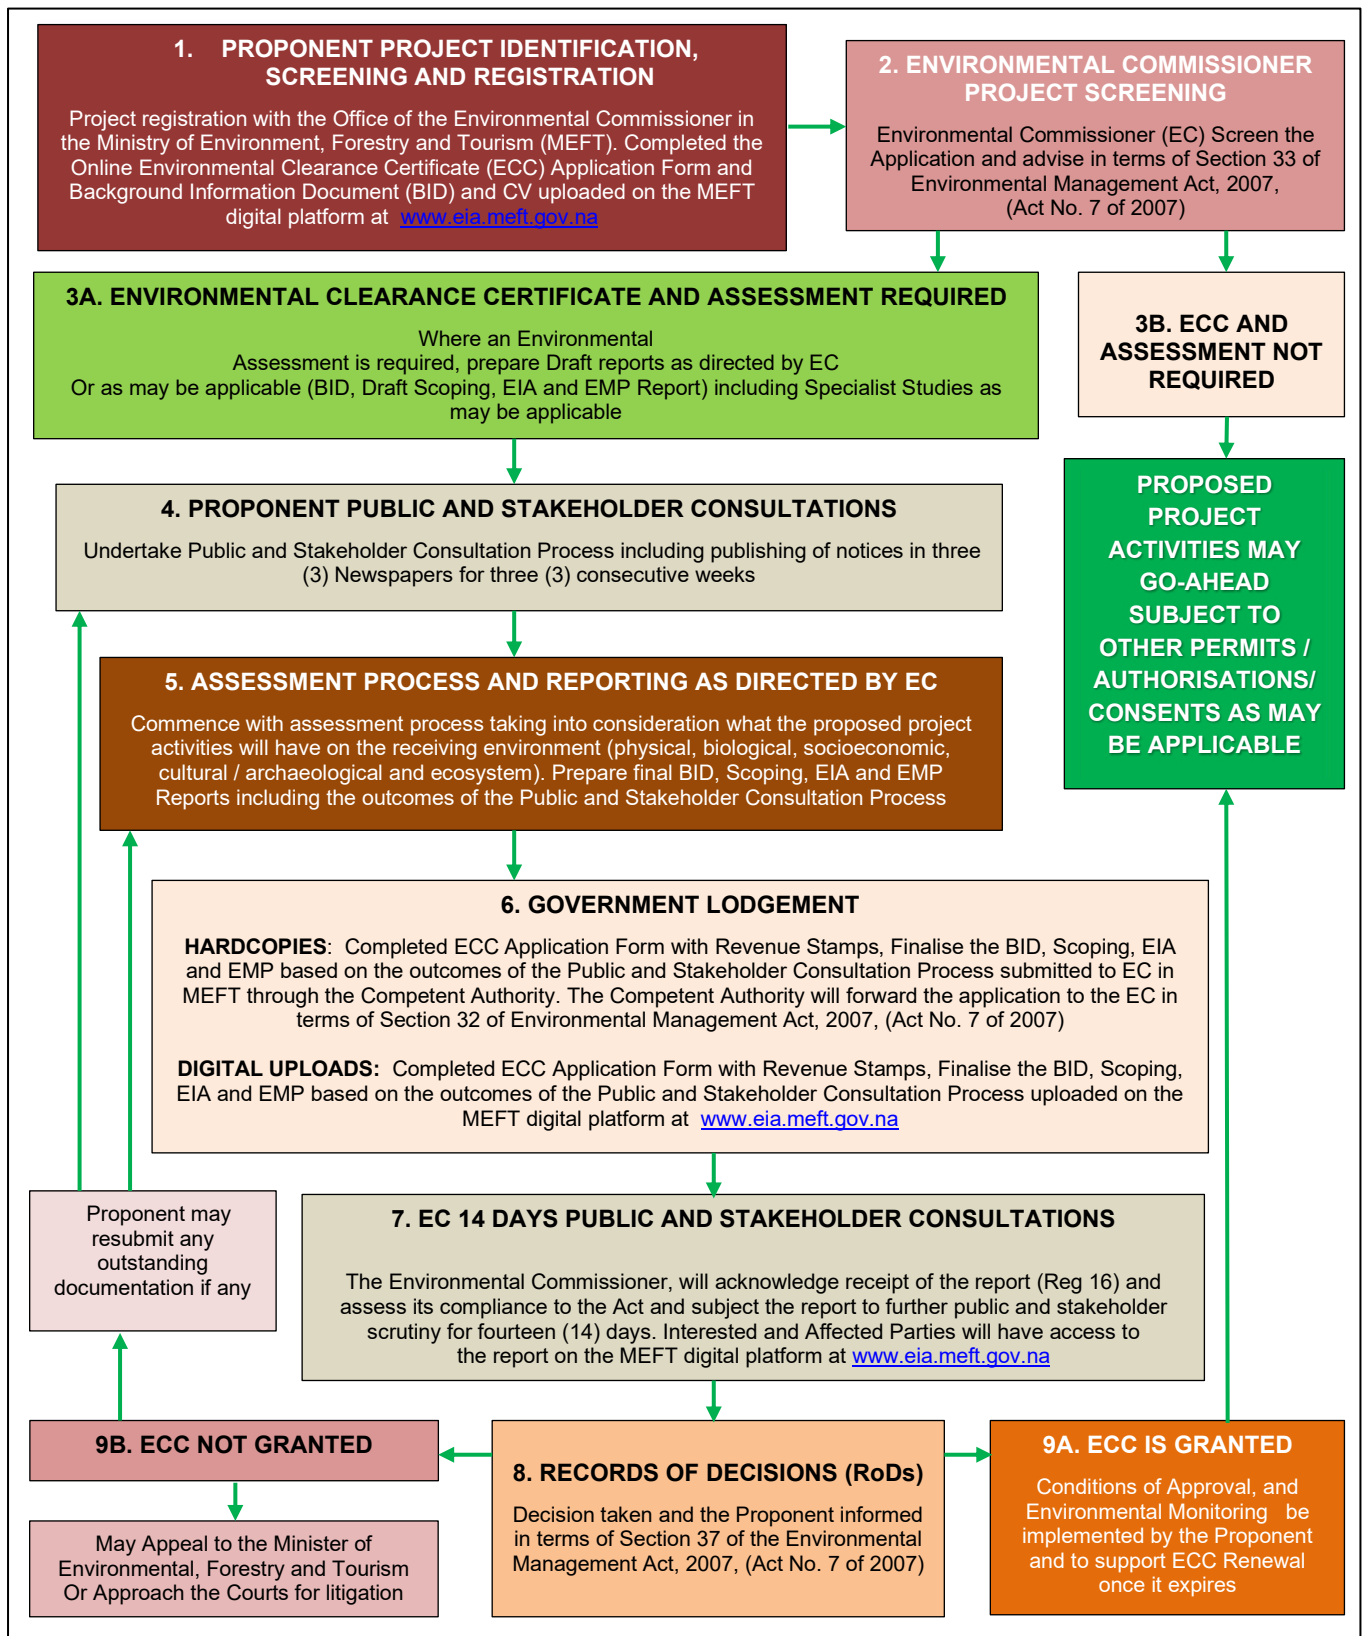 1. PROPONENT PROJECT IDENTIFICATION,
SCREENING AND REGISTRATION
Project registration with the Office of the Environmental Commissioner in
the Ministry of Environment, Forestry and Tourism (MEFT). Completed the
Online Environmental Clearance Certificate (ECC) Application Form and
Background Information Document (BID) and CV uploaded on the MEFT
digital platform at www.eia.meft.gov.na
2. ENVIRONMENTAL COMMISSIONER
PROJECT SCREENING
Environmental Commissioner (EC) Screen the
Application and advise in terms of Section 33 of
Environmental Management Act, 2007,
(Act No. 7 of 2007)
3A. ENVIRONMENTAL CLEARANCE CERTIFICATE AND ASSESSMENT REQUIRED
Where an Environmental
Assessment is required, prepare Draft reports as directed by EC
Or as may be applicable (BID, Draft Scoping, EIA and EMP Report) including Specialist Studies as
may be applicable
3B. ECC AND
ASSESSMENT NOT
REQUIRED
4. PROPONENT PUBLIC AND STAKEHOLDER CONSULTATIONS
Undertake Public and Stakeholder Consultation Process including publishing of notices in three
(3) Newspapers for three (3) consecutive weeks
PROPOSED
PROJECT
ACTIVITIES MAY
GO-AHEAD
SUBJECT TO
OTHER PERMITS /
AUTHORISATIONS/
CONSENTS AS MAY
BE APPLICABLE
5. ASSESSMENT PROCESS AND REPORTING AS DIRECTED BY EC
Commence with assessment process taking into consideration what the proposed project
activities will have on the receiving environment (physical, biological, socioeconomic,
cultural / archaeological and ecosystem). Prepare final BID, Scoping, EIA and EMP
Reports including the outcomes of the Public and Stakeholder Consultation Process
6. GOVERNMENT LODGEMENT
HARDCOPIES: Completed ECC Application Form with Revenue Stamps, Finalise the BID, Scoping, EIA
and EMP based on the outcomes of the Public and Stakeholder Consultation Process submitted to EC in
MEFT through the Competent Authority. The Competent Authority will forward the application to the EC in
terms of Section 32 of Environmental Management Act, 2007, (Act No. 7 of 2007)
DIGITAL UPLOADS: Completed ECC Application Form with Revenue Stamps, Finalise the BID, Scoping,
EIA and EMP based on the outcomes of the Public and Stakeholder Consultation Process uploaded on the
MEFT digital platform at www.eia.meft.gov.na
Proponent may
resubmit any
outstanding
documentation if any
7. EC 14 DAYS PUBLIC AND STAKEHOLDER CONSULTATIONS
The Environmental Commissioner, will acknowledge receipt of the report (Reg 16) and
assess its compliance to the Act and subject the report to further public and stakeholder
scrutiny for fourteen (14) days. Interested and Affected Parties will have access to
the report on the MEFT digital platform at www.eia.meft.gov.na
9B. ECC NOT GRANTED
May Appeal to the Minister of
Environmental, Forestry and Tourism
Or Approach the Courts for litigation
8. RECORDS OF DECISIONS (RoDs)
Decision taken and the Proponent informed
in terms of Section 37 of the Environmental
Management Act, 2007, (Act No. 7 of 2007)
9A. ECC IS GRANTED
Conditions of Approval, and
Environmental Monitoring be
implemented by the Proponent
and to support ECC Renewal
once it expires